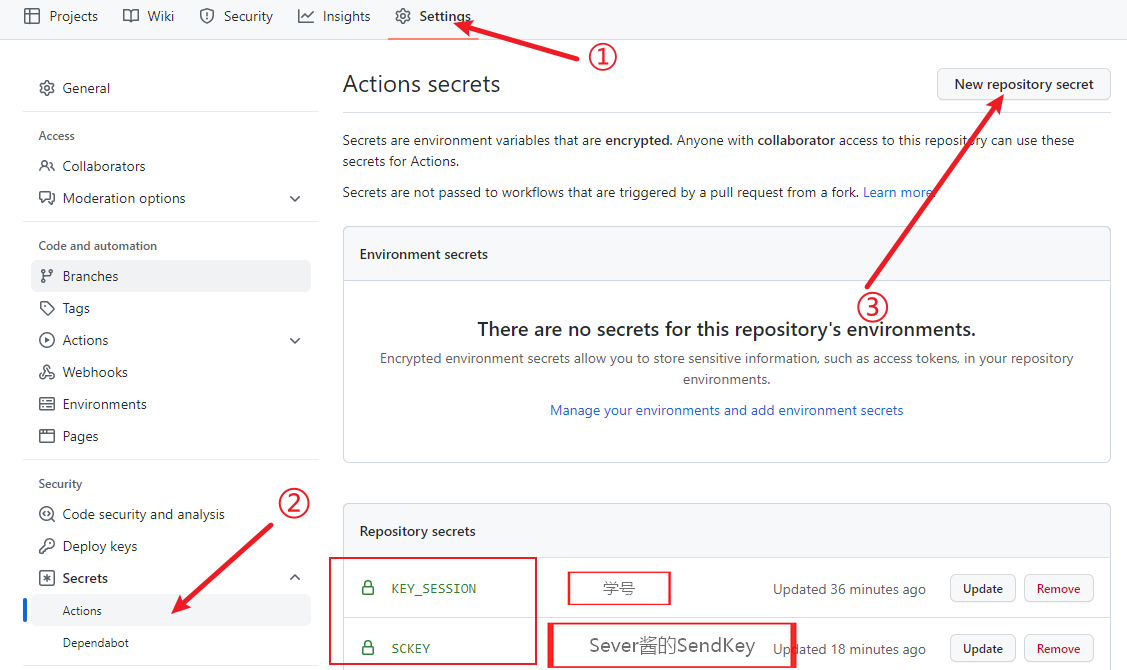 Projects Wiki Security Insights Settings
①
General
Actions secrets
New repository secret
Access
Collaborators
Moderation options
Secrets are environment variables that are encrypted. Anyone with collaborator access to this repository can use these
secrets for Actions.
Secrets are not passed to workflows that are triggered by a pull request from a fork. Learn more.
Code and automation
Branches
Tags
Actions
Webhooks
Environments
Pages
Environment secrets
③
There are no secrets for this repository's environments.
Encrypted environment secrets allow you to store sensitive information, such as access tokens, in your repository
environments.
Manage your environments and add environment secrets
Security
②
Code security and analysis
Deploy keys
Secrets
Actions
Dependabot
Repository secrets
KEY_SESSION 学号 Updated 36 minutes ago Update Remove
SCKEY Sever酱的SendKey Updated 18 minutes ago Update Remove